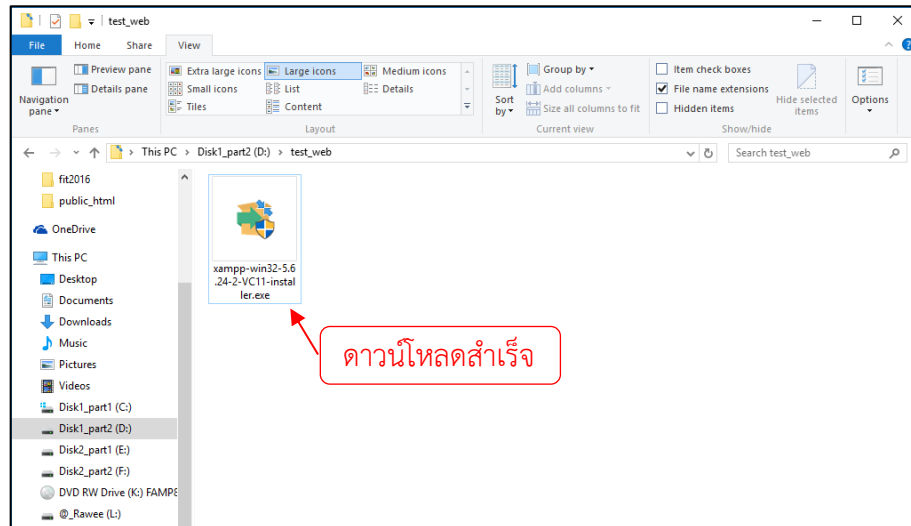 test_web
File Home Share View
Preview pane
Details pane
Navigation pane
Panes
Extra large icons Large icons Medium icons
Small icons List Details
Tiles Content
Layout
Sort by
Group by
Add columns
Size all columns to fit
Current view
Item check boxes
File name extensions
Hidden items
Hide selected items
Show/hide
Options
This PC > Disk1_part2 (D:) > test_web
Search test_web
fit2016
public_html
OneDrive
This PC
Desktop
Documents
Downloads
Music
Pictures
Videos
Disk1_part1 (C:)
Disk1_part2 (D:)
Disk2_part1 (E:)
Disk2_part2 (F:)
DVD RW Drive (K:) FAMPE
@_Rawee (L:)
xampp-win32-5.6
.24-2-VC11-instal
ler.exe
ดาวน์โหลดสำเร็จ